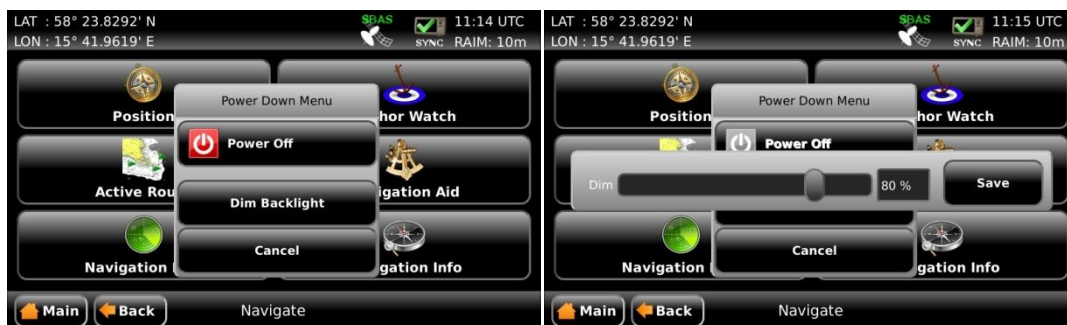 LAT : 58° 23.8292' N
LON : 15° 41.9619' E
SBAS
SYNC
11:14 UTC
RAIM: 10m
Power Down Menu
Position
hor Watch
Power Off
Active Rou
igation Aid
Dim Backlight
Cancel
Navigation
gation Info
Main
Back
Navigate
LAT : 58° 23.8292' N
LON : 15° 41.9619' E
SBAS
SYNC
11:15 UTC
RAIM: 10m
Power Down Menu
Position
hor Watch
Power Off
Dim
80 %
Save
Cancel
Navigation
gation Info
Main
Back
Navigate